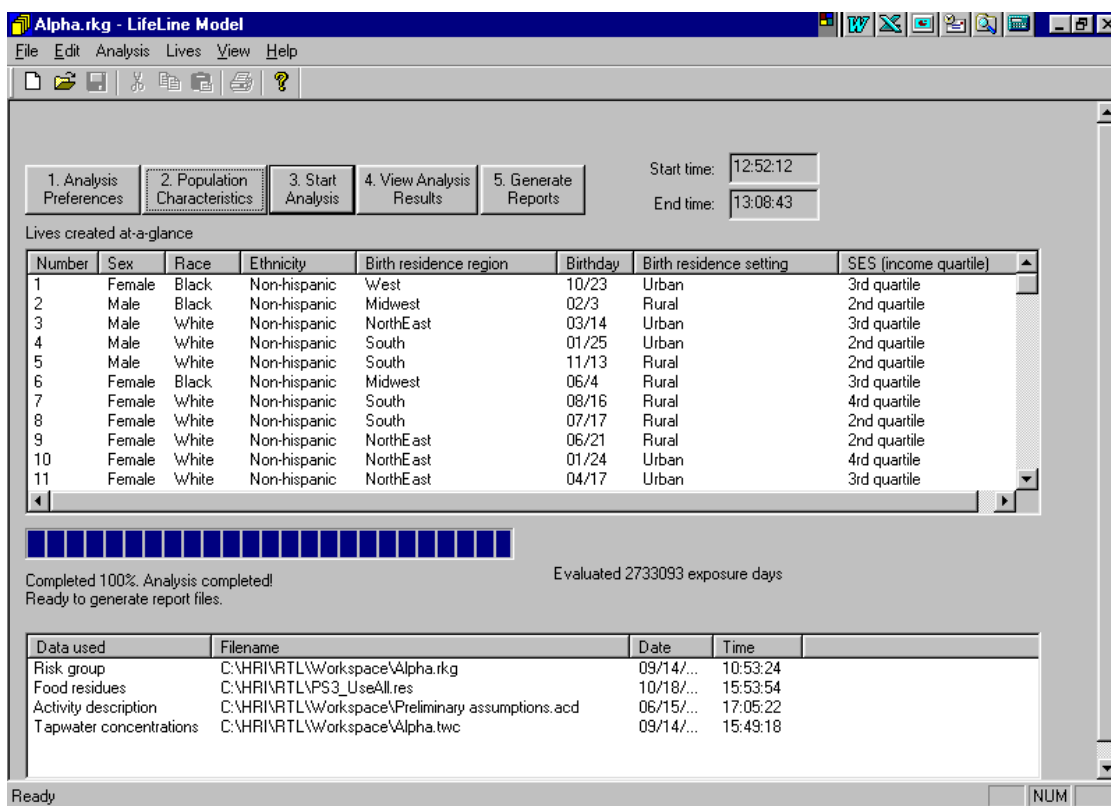 Alpha.rkg - LifeLine Model
File Edit Analysis Lives View Help
1. Analysis Preferences 2. Population Characteristics 3. Start Analysis 4. View Analysis Results 5. Generate Reports
Start time: 12:52:12
End time: 13:08:43
Lives created at-a-glance
Number Sex Race Ethnicity Birth residence region Birthday Birth residence setting SES (income quartile)
1 Female Black Non-hispanic West 10/23 Urban 3rd quartile
2 Male Black Non-hispanic Midwest 02/3 Rural 2nd quartile
3 Male White Non-hispanic NorthEast 03/14 Urban 3rd quartile
4 Male White Non-hispanic South 01/25 Urban 2nd quartile
5 Male White Non-hispanic South 11/13 Rural 2nd quartile
6 Female Black Non-hispanic Midwest 06/4 Rural 3rd quartile
7 Female White Non-hispanic South 08/16 Rural 4rd quartile
8 Female White Non-hispanic South 07/17 Rural 2nd quartile
9 Female White Non-hispanic NorthEast 06/21 Rural 2nd quartile
10 Female White Non-hispanic NorthEast 01/24 Urban 4rd quartile
11 Female White Non-hispanic NorthEast 04/17 Urban 3rd quartile
Completed 100%. Analysis completed!
Ready to generate report files.
Evaluated 2733093 exposure days
Data used Filename Date Time
Risk group C:\HRI\RTL\Workspace\Alpha.rkg 09/14/... 10:53:24
Food residues C:\HRI\RTL\PS3_UseAll.res 10/18/... 15:53:54
Activity description C:\HRI\RTL\Workspace\Preliminary assumptions.acd 06/15/... 17:05:22
Tapwater concentrations C:\HRI\RTL\Workspace\Alpha.twc 09/14/... 15:49:18
Ready NUM